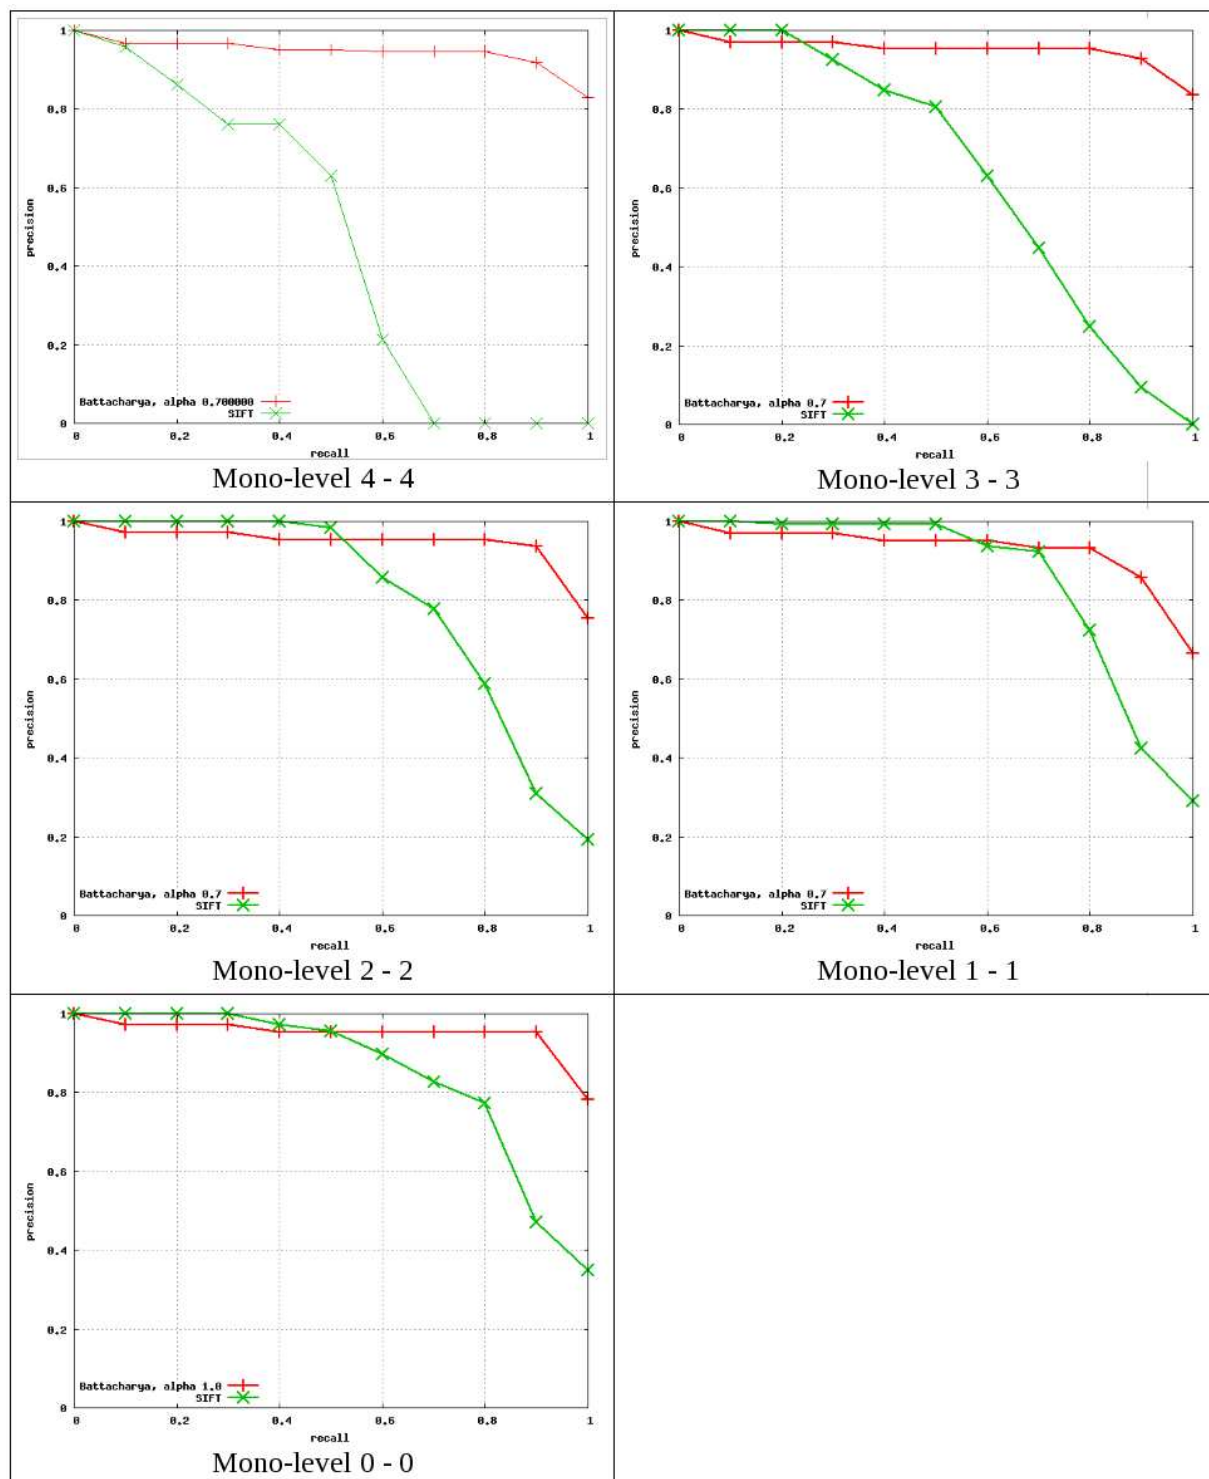 1
0.8
0.6
precision
0.4
0.2
Battacharya, alpha 0.700000
SIFT
0
0 0.2 0.4 0.6 0.8 1
recall
Mono-level 4 - 4
1
0.8
0.6
precision
0.4
0.2
Battacharya, alpha 0.7
SIFT
0
0 0.2 0.4 0.6 0.8 1
recall
Mono-level 3 - 3
1
0.8
0.6
precision
0.4
0.2
Battacharya, alpha 0.7
SIFT
0
0 0.2 0.4 0.6 0.8 1
recall
Mono-level 2 - 2
1
0.8
0.6
precision
0.4
0.2
Battacharya, alpha 0.7
SIFT
0
0 0.2 0.4 0.6 0.8 1
recall
Mono-level 1 - 1
1
0.8
0.6
precision
0.4
0.2
Battacharya, alpha 1.0
SIFT
0
0 0.2 0.4 0.6 0.8 1
recall
Mono-level 0 - 0